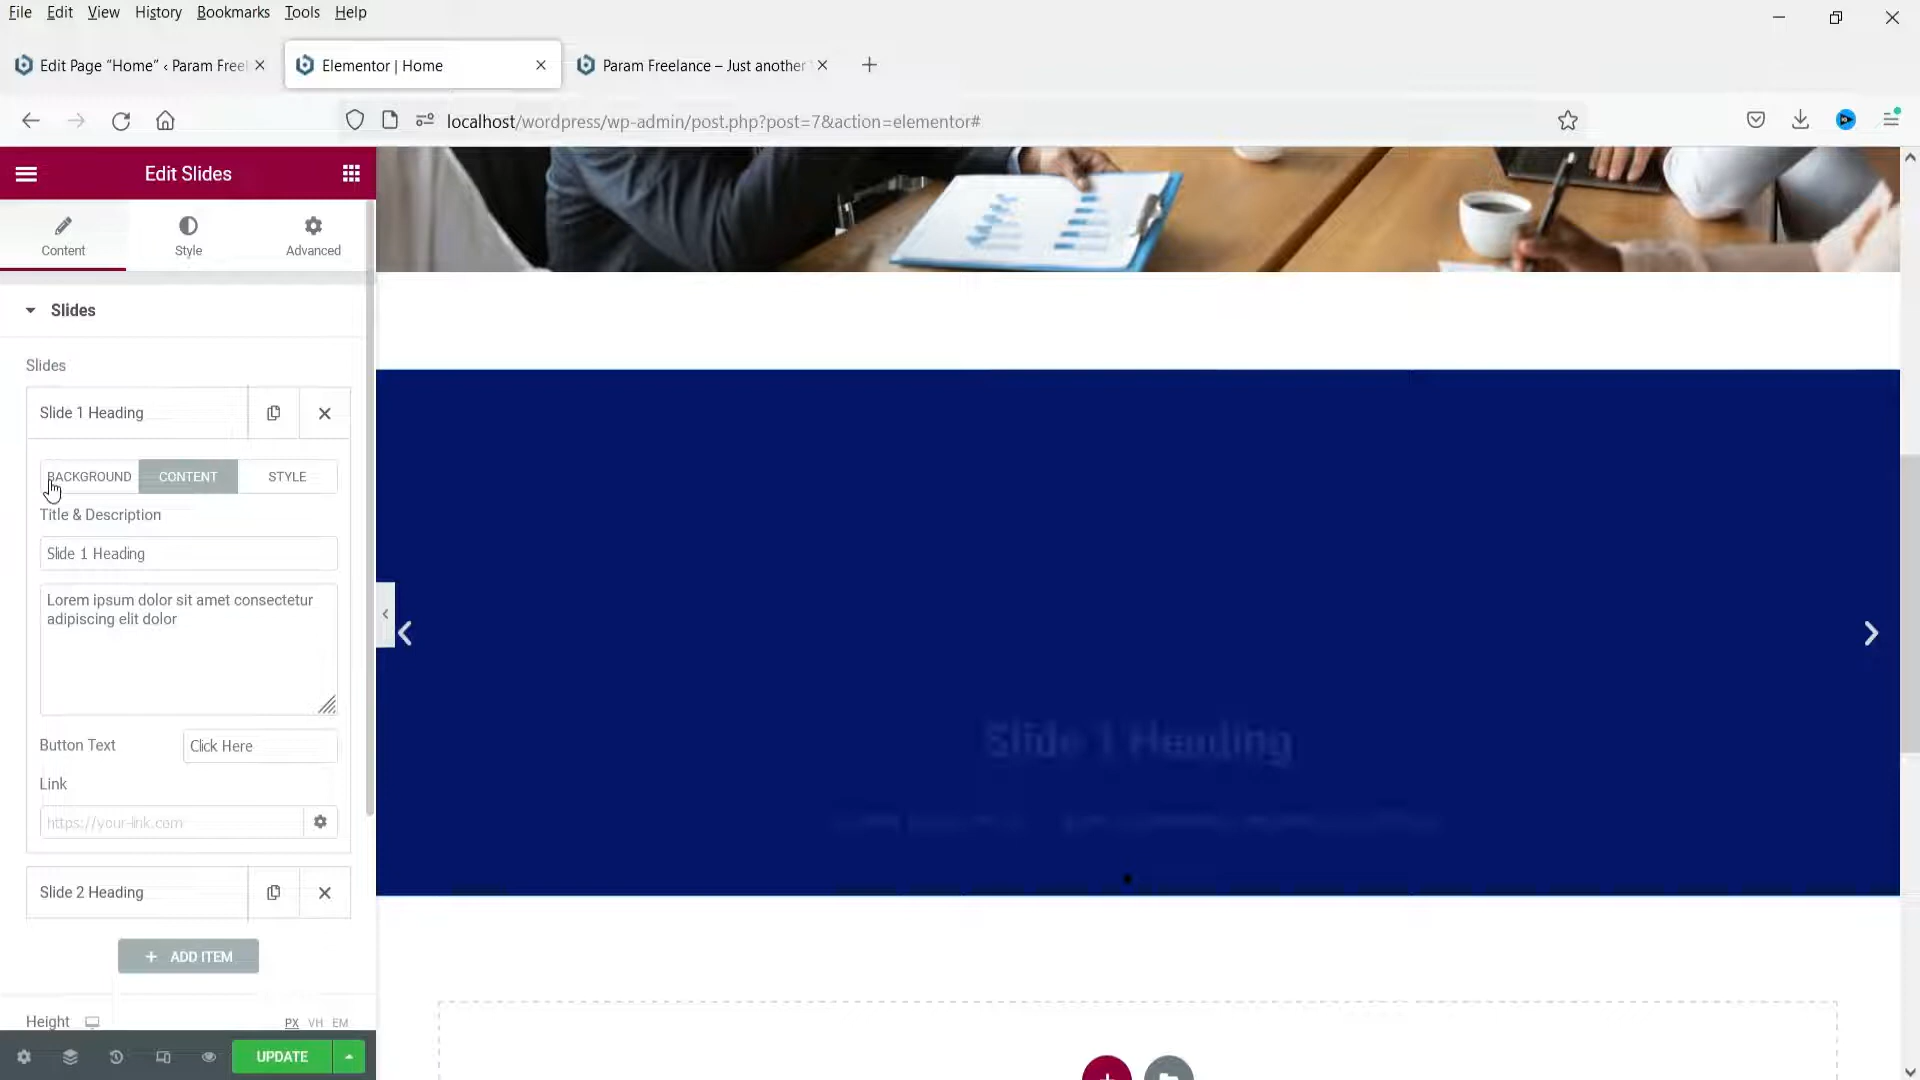 File Edit View History Bookmarks Tools Help
Edit Page "Home" ‹ Param Freel
Elementor | Home
Param Freelance – Just another
localhost/wordpress/wp-admin/post.php?post=7&action=elementor#
Edit Slides
Content Style Advanced
Slides
Slides
Slide 1 Heading
BACKGROUND CONTENT STYLE
Title & Description
Slide 1 Heading
Lorem ipsum dolor sit amet consectetur
adipiscing elit dolor
Button Text Click Here
Link
https://your-link.com
Slide 2 Heading
+ ADD ITEM
Height PX VH EM
UPDATE
Slide 1 Heading